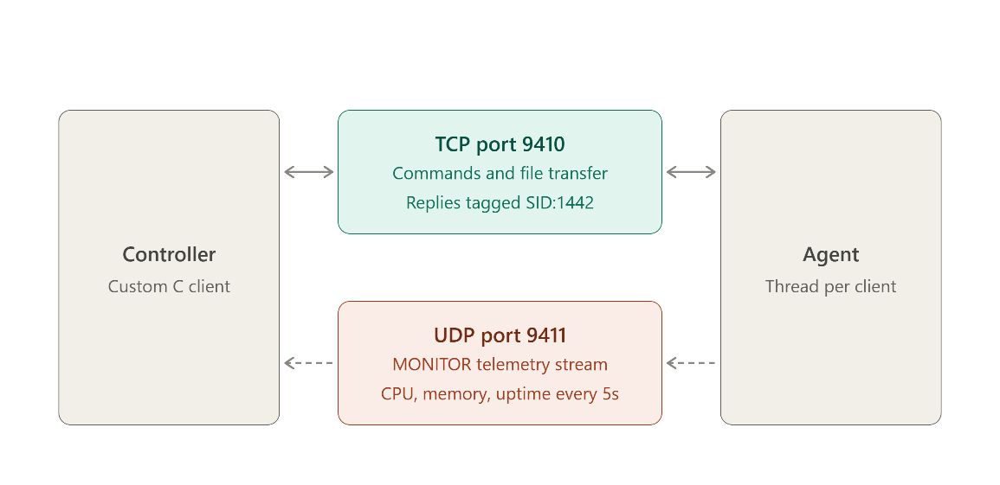 TCP port 9410
Commands and file transfer
Replies tagged SID:1442
Controller
Custom C client
Agent
Thread per client
UDP port 9411
MONITOR telemetry stream
CPU, memory, uptime every 5s